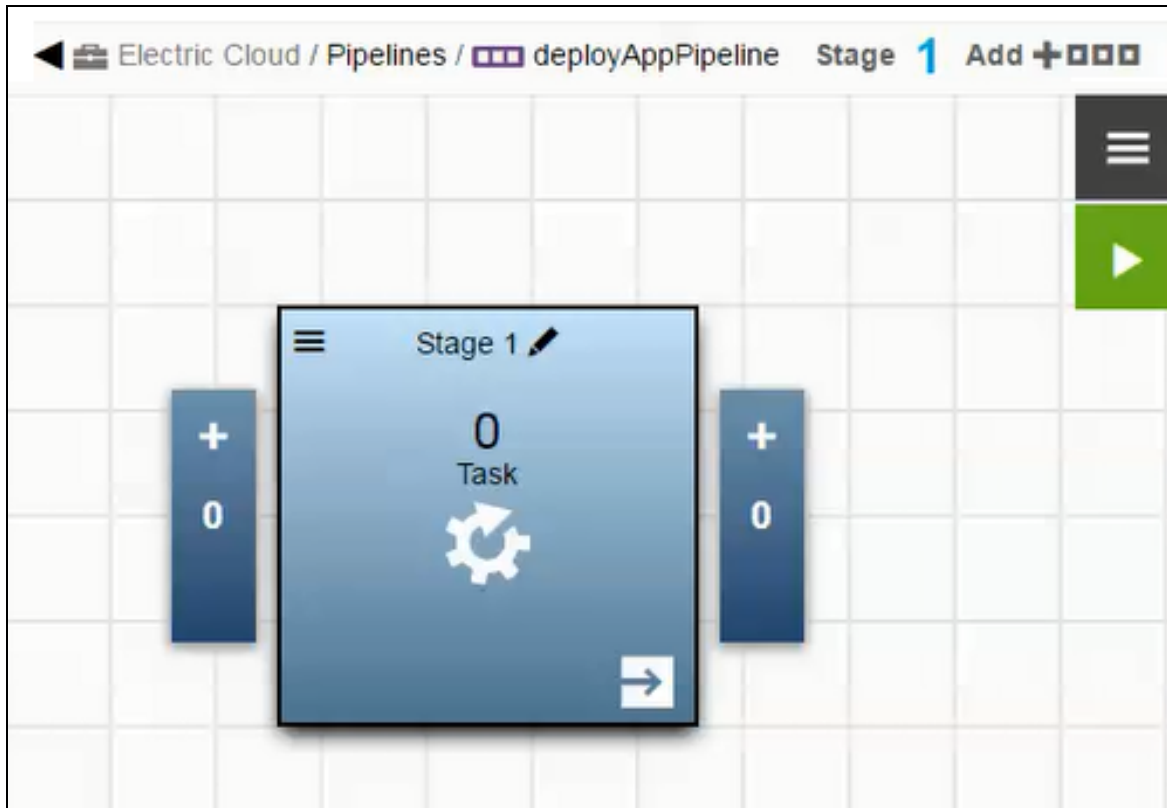 Electric Cloud / Pipelines / deployAppPipeline Stage 1 Add
Stage 1
0
Task
+
0
+
0